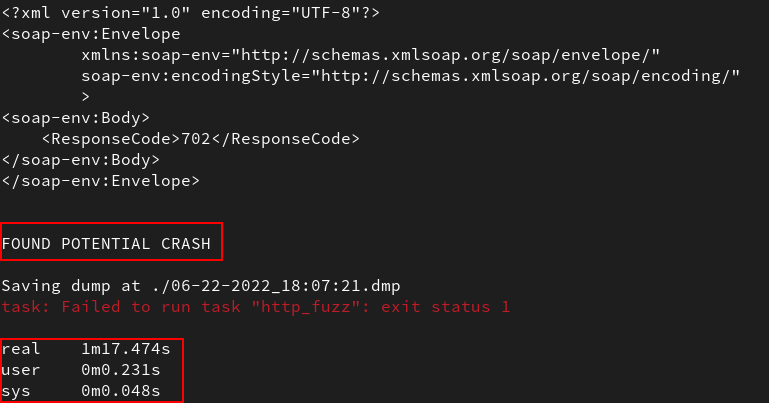 <?xml version="1.0" encoding="UTF-8"?>
<soap-env:Envelope
        xmlns:soap-env="http://schemas.xmlsoap.org/soap/envelope/"
        soap-env:encodingStyle="http://schemas.xmlsoap.org/soap/encoding/"
        >
<soap-env:Body>
    <ResponseCode>702</ResponseCode>
</soap-env:Body>
</soap-env:Envelope>
FOUND POTENTIAL CRASH
Saving dump at ./06-22-2022_18:07:21.dmp
task: Failed to run task "http_fuzz": exit status 1
real    1m17.474s
user    0m0.231s
sys     0m0.048s